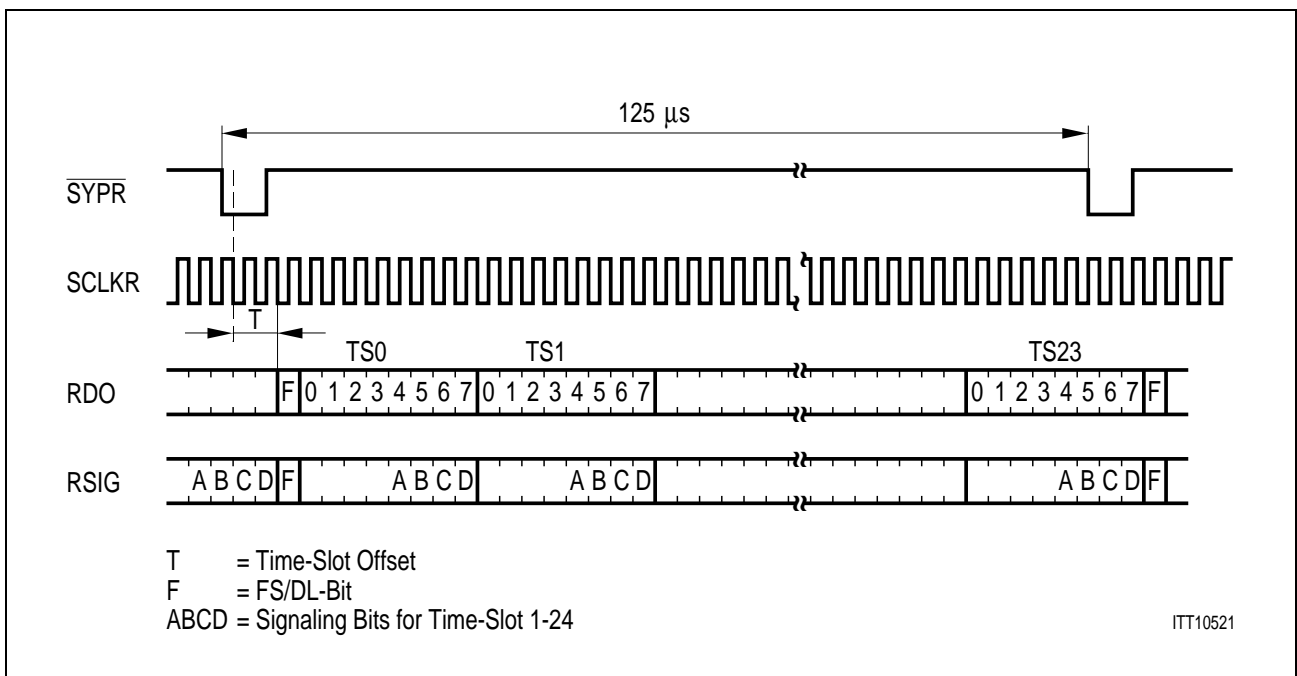 125 µs
SYPR
SCLKR
T
TS0 TS1 TS23
RDO F 0 1 2 3 4 5 6 7 0 1 2 3 4 5 6 7 0 1 2 3 4 5 6 7 F
RSIG A B C D F A B C D A B C D A B C D F
T = Time-Slot Offset
F = FS/DL-Bit
ABCD = Signaling Bits for Time-Slot 1-24
ITT10521